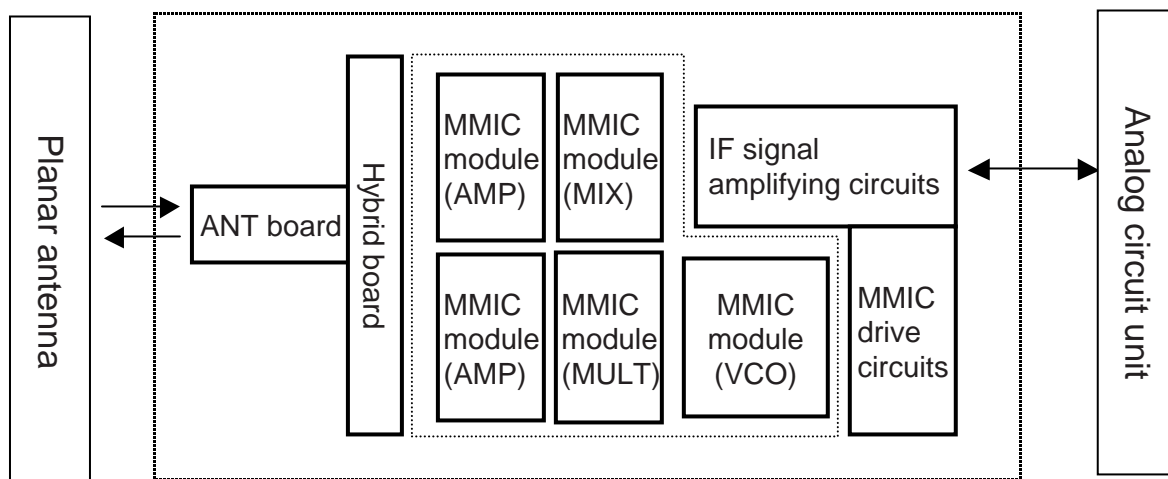 Planar antenna
ANT board
Hybrid board
MMIC
module
(AMP)
MMIC
module
(MIX)
MMIC
module
(AMP)
MMIC
module
(MULT)
MMIC
module
(VCO)
IF signal
amplifying circuits
MMIC
drive
circuits
Analog circuit unit